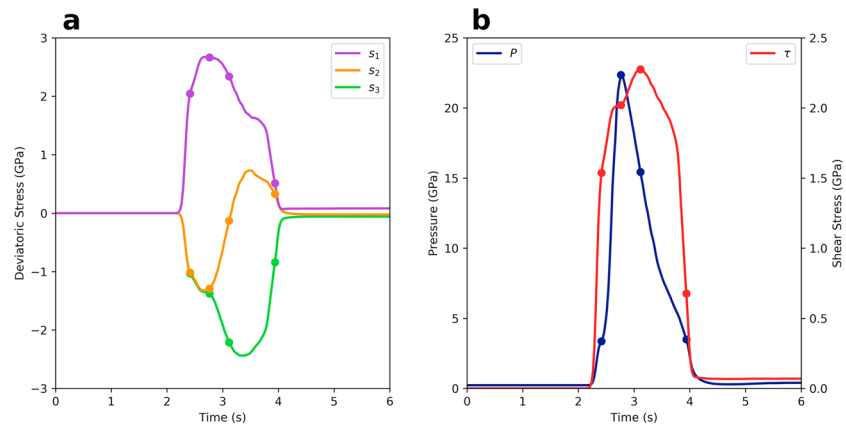 a
3
2
1
0
−1
−2
−3
Deviatoric Stress (GPa)
s1
s2
s3
0 1 2 3 4 5 6
Time (s)
b
25
20
15
10
5
0
Pressure (GPa)
P
τ
2.5
2.0
1.5
1.0
0.5
0.0
Shear Stress (GPa)
0 1 2 3 4 5 6
Time (s)